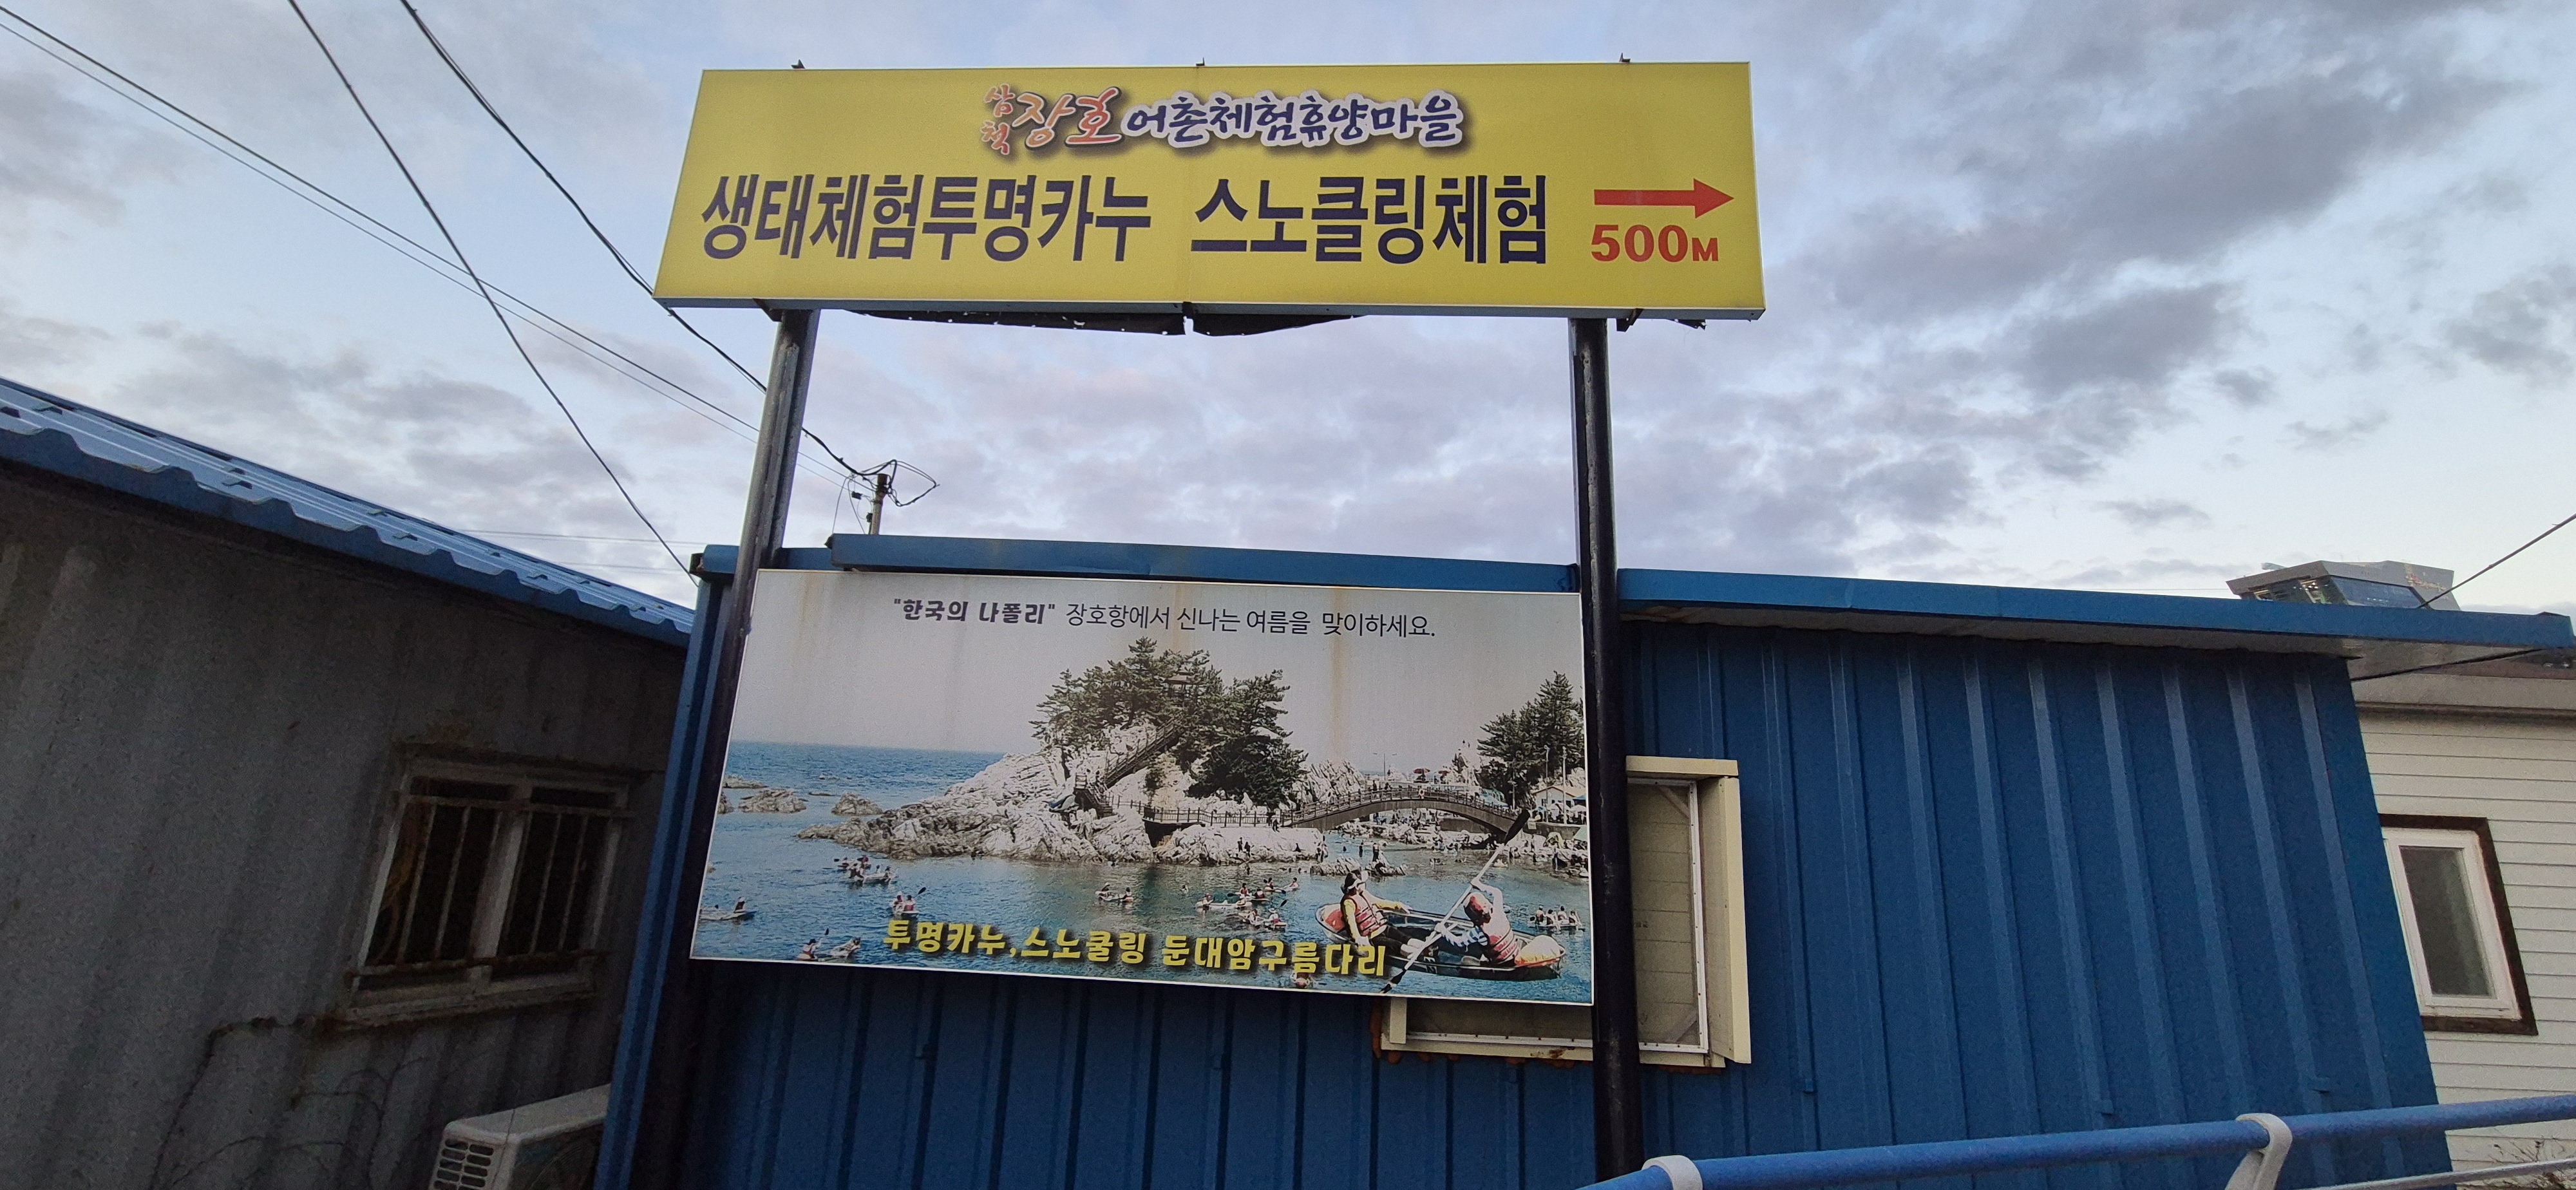 삼척 장호 어촌체험휴양마을
생태체험투명카누 스노클링체험
500M
"한국의 나폴리" 장호항에서 신나는 여름을 맞이하세요.
투명카누,스노쿨링 둔대암구름다리